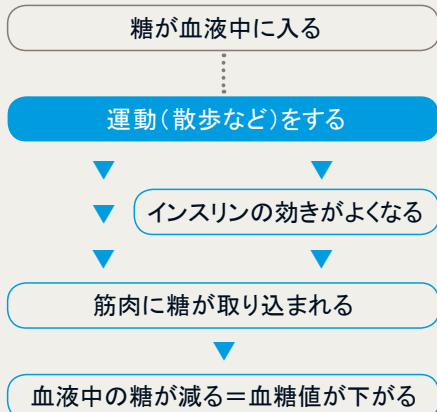 糖が血液中に入る
運動(散歩など)をする
インスリンの効きがよくなる
筋肉に糖が取り込まれる
血液中の糖が減る=血糖値が下がる